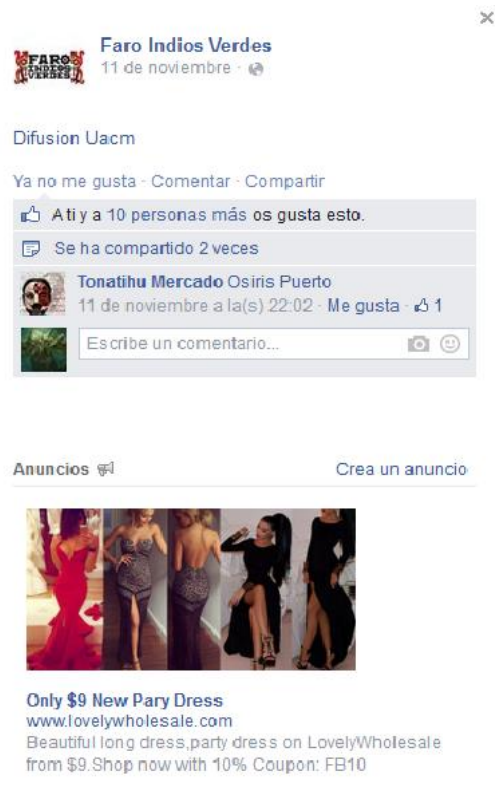 FARO
INDIOS
VERDES
Faro Indios Verdes
11 de noviembre ·
Difusion Uacm
Ya no me gusta · Comentar · Compartir
A ti y a 10 personas más os gusta esto.
Se ha compartido 2 veces
Tonatihu Mercado Osiris Puerto
11 de noviembre a la(s) 22:02 · Me gusta · 1
Escribe un comentario...
Anuncios
Crea un anuncio
Only $9 New Pary Dress
www.lovelywholesale.com
Beautiful long dress,party dress on LovelyWholesale
from $9.Shop now with 10% Coupon: FB10